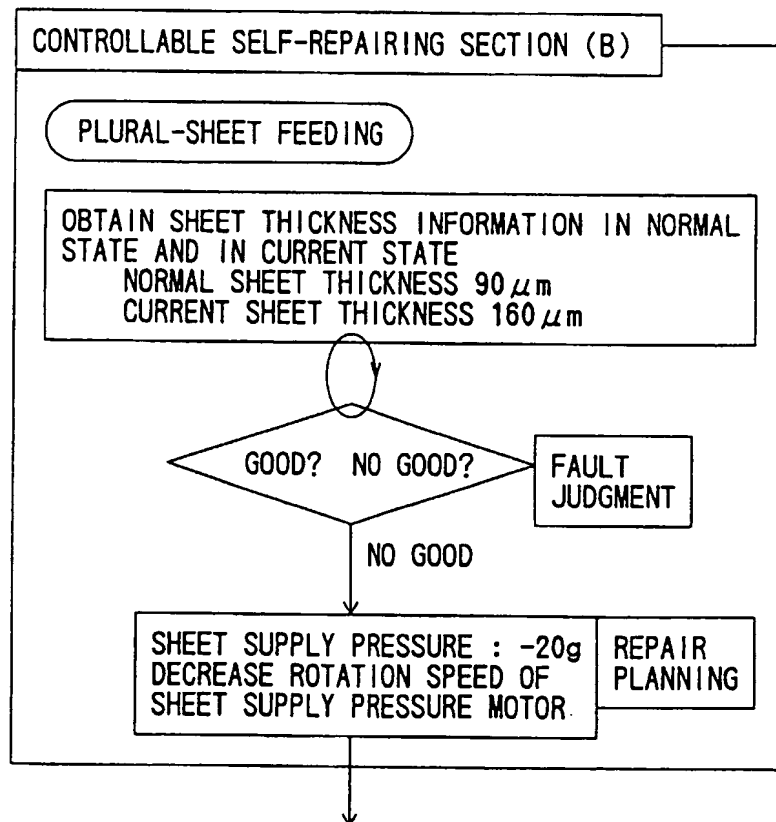 CONTROLLABLE SELF-REPAIRING SECTION (B)
PLURAL-SHEET FEEDING
OBTAIN SHEET THICKNESS INFORMATION IN NORMAL
STATE AND IN CURRENT STATE
NORMAL SHEET THICKNESS 90μm
CURRENT SHEET THICKNESS 160μm
GOOD? NO GOOD?
FAULT
JUDGMENT
NO GOOD
SHEET SUPPLY PRESSURE : -20g
DECREASE ROTATION SPEED OF
SHEET SUPPLY PRESSURE MOTOR
REPAIR
PLANNING